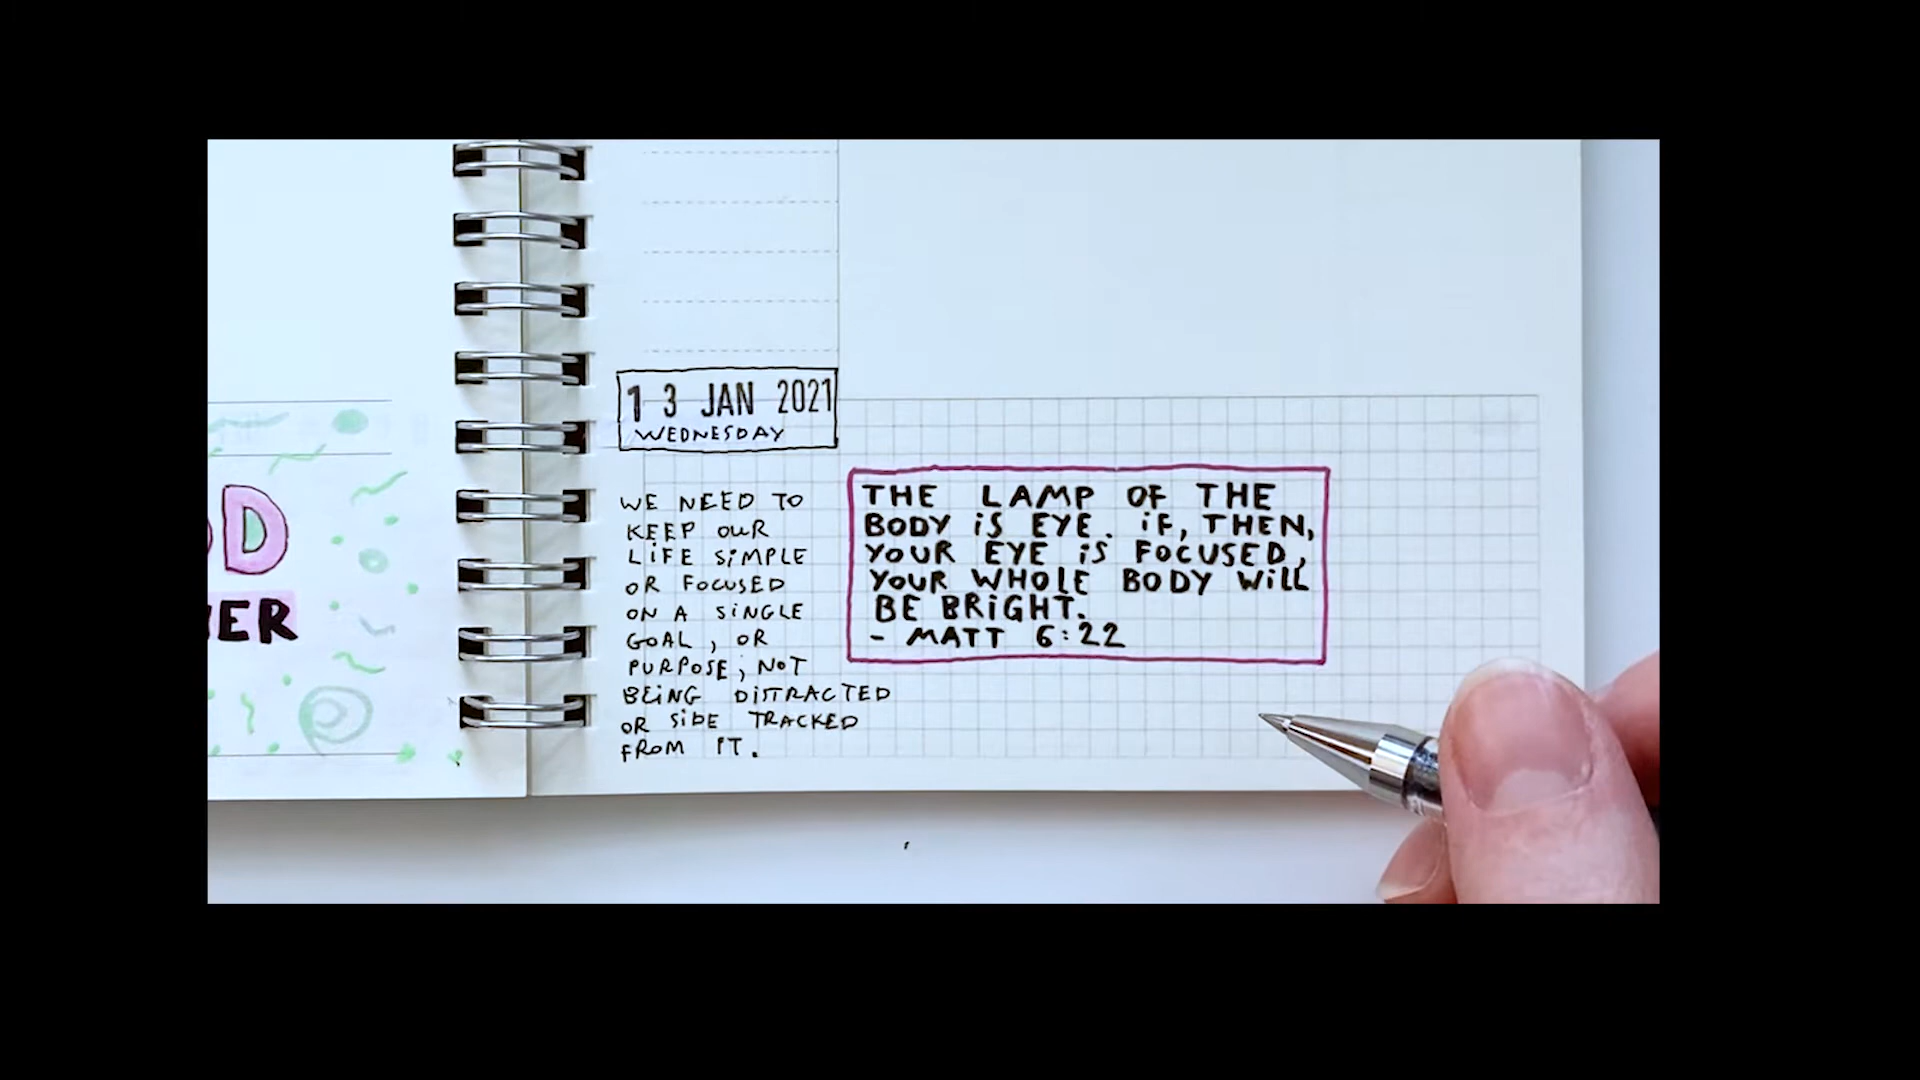 13 JAN 2021
WEDNESDAY
WE NEED TO
KEEP OUR
LIFE SIMPLE
OR FOCUSED
ON A SINGLE
GOAL, OR
PURPOSE, NOT
BEING DISTRACTED
OR SIDE TRACKED
FROM IT.
THE LAMP OF THE
BODY IS EYE. IF, THEN,
YOUR EYE IS FOCUSED,
YOUR WHOLE BODY WILL
BE BRIGHT.
- MATT 6:22